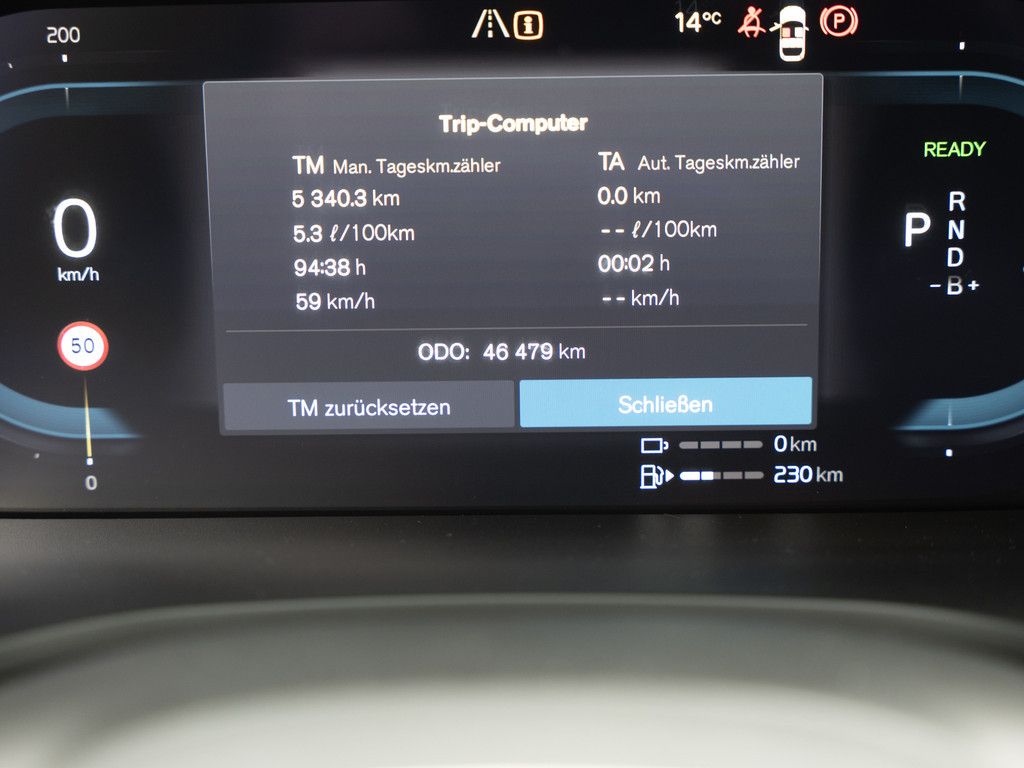 200
14°C
P
Trip-Computer
TM Man. Tageskm.zähler
5 340.3 km
5.3 ℓ/100km
94:38 h
59 km/h
TA Aut. Tageskm.zähler
0.0 km
-- ℓ/100km
00:02 h
-- km/h
ODO: 46 479 km
TM zurücksetzen
Schließen
0
km/h
50
0
READY
P
R
N
D
-B+
0 km
230 km